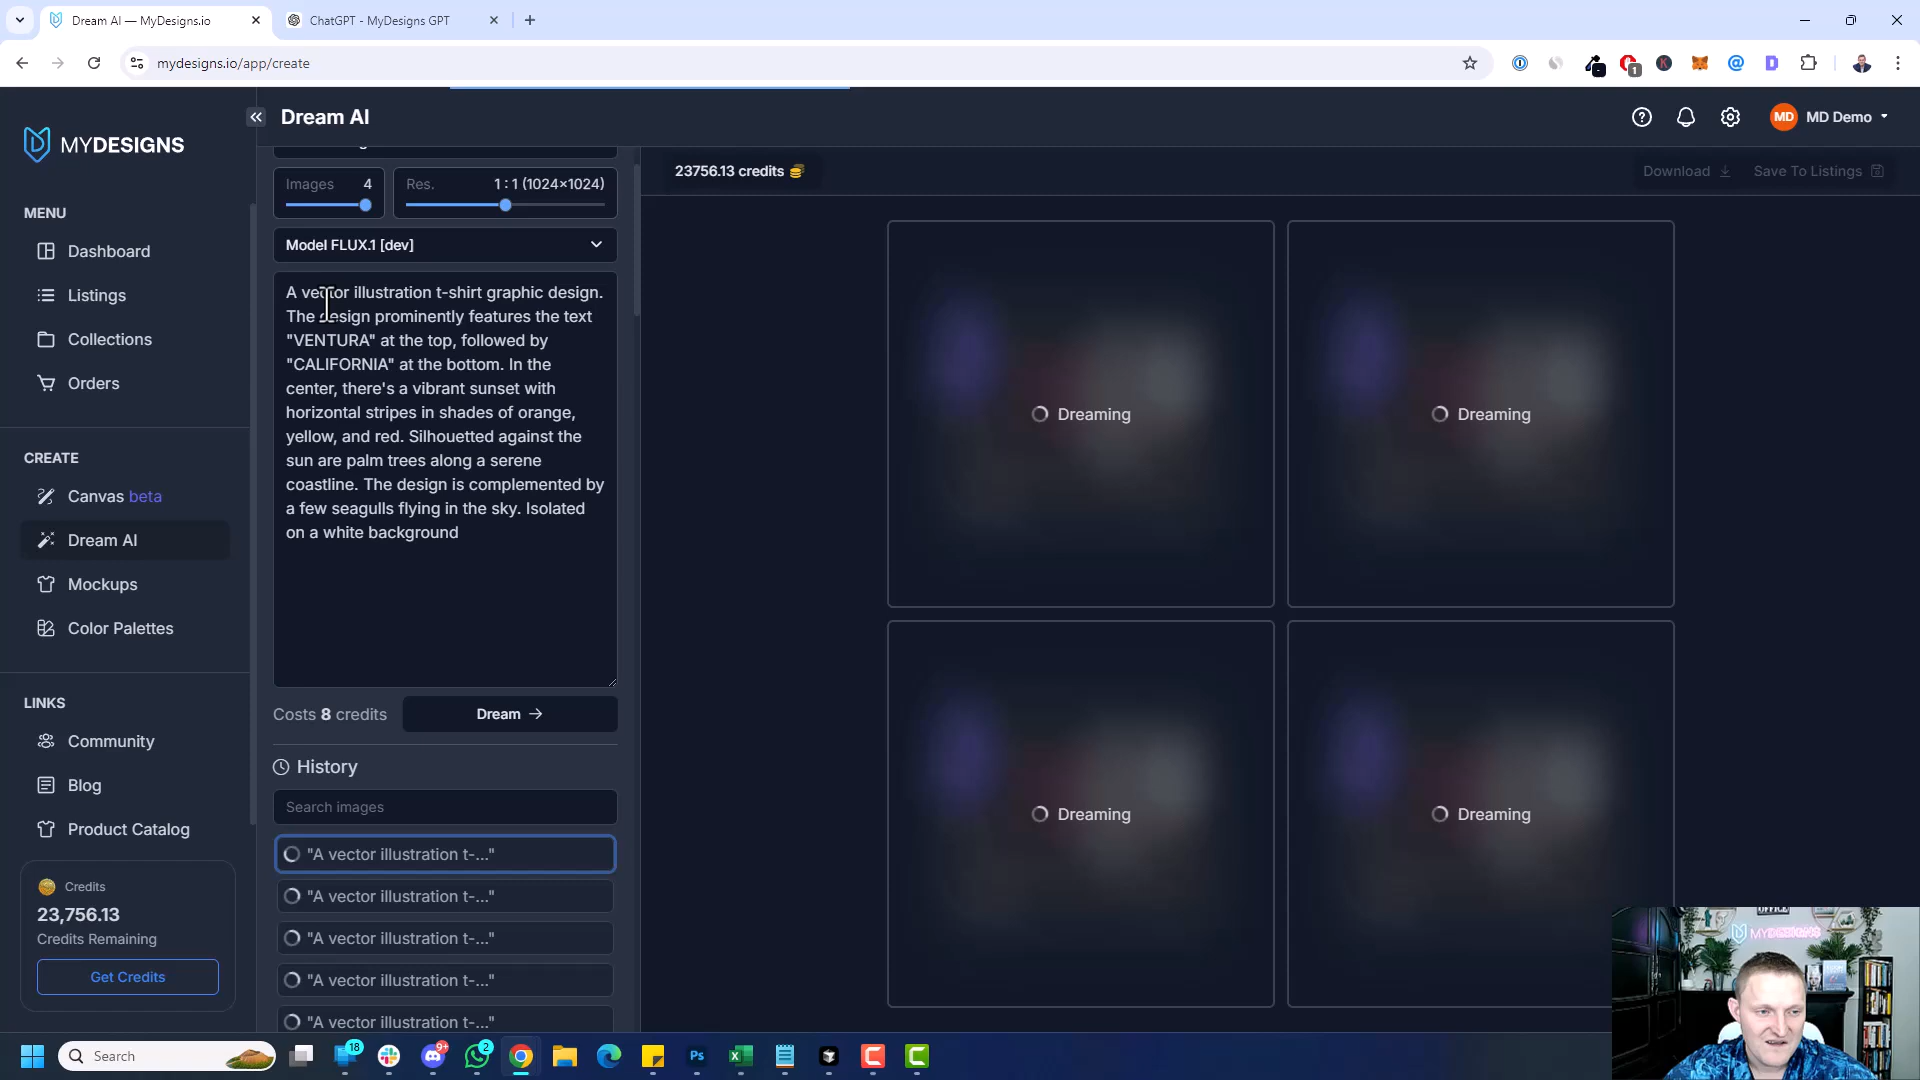 Dream AI — MyDesigns.io
ChatGPT - MyDesigns GPT
mydesigns.io/app/create
1
MYDESIGNS
Dream AI
MD
MD Demo
MENU
Dashboard
Listings
Collections
Orders
CREATE
Canvas beta
Dream AI
Mockups
Color Palettes
LINKS
Community
Blog
Product Catalog
Credits
23,756.13
Credits Remaining
Get Credits
Images 4
Res. 1 : 1 (1024×1024)
Model FLUX.1 [dev]
A vector illustration t-shirt graphic design.
The design prominently features the text
"VENTURA" at the top, followed by
"CALIFORNIA" at the bottom. In the
center, there's a vibrant sunset with
horizontal stripes in shades of orange,
yellow, and red. Silhouetted against the
sun are palm trees along a serene
coastline. The design is complemented by
a few seagulls flying in the sky. Isolated
on a white background
Costs 8 credits
Dream
History
Search images
"A vector illustration t-..."
"A vector illustration t-..."
"A vector illustration t-..."
"A vector illustration t-..."
"A vector illustration t-..."
23756.13 credits
Download
Save To Listings
Dreaming
Dreaming
Dreaming
Dreaming
OFFICE
MYDESIGNS
Search
18
9+
2
Ps